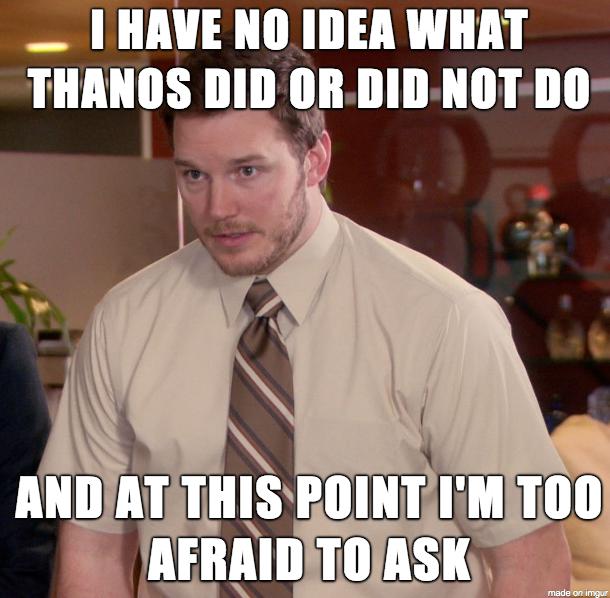 I HAVE NO IDEA WHAT
THANOS DID OR DID NOT DO
AND AT THIS POINT I'M TOO
AFRAID TO ASK
made on imgur